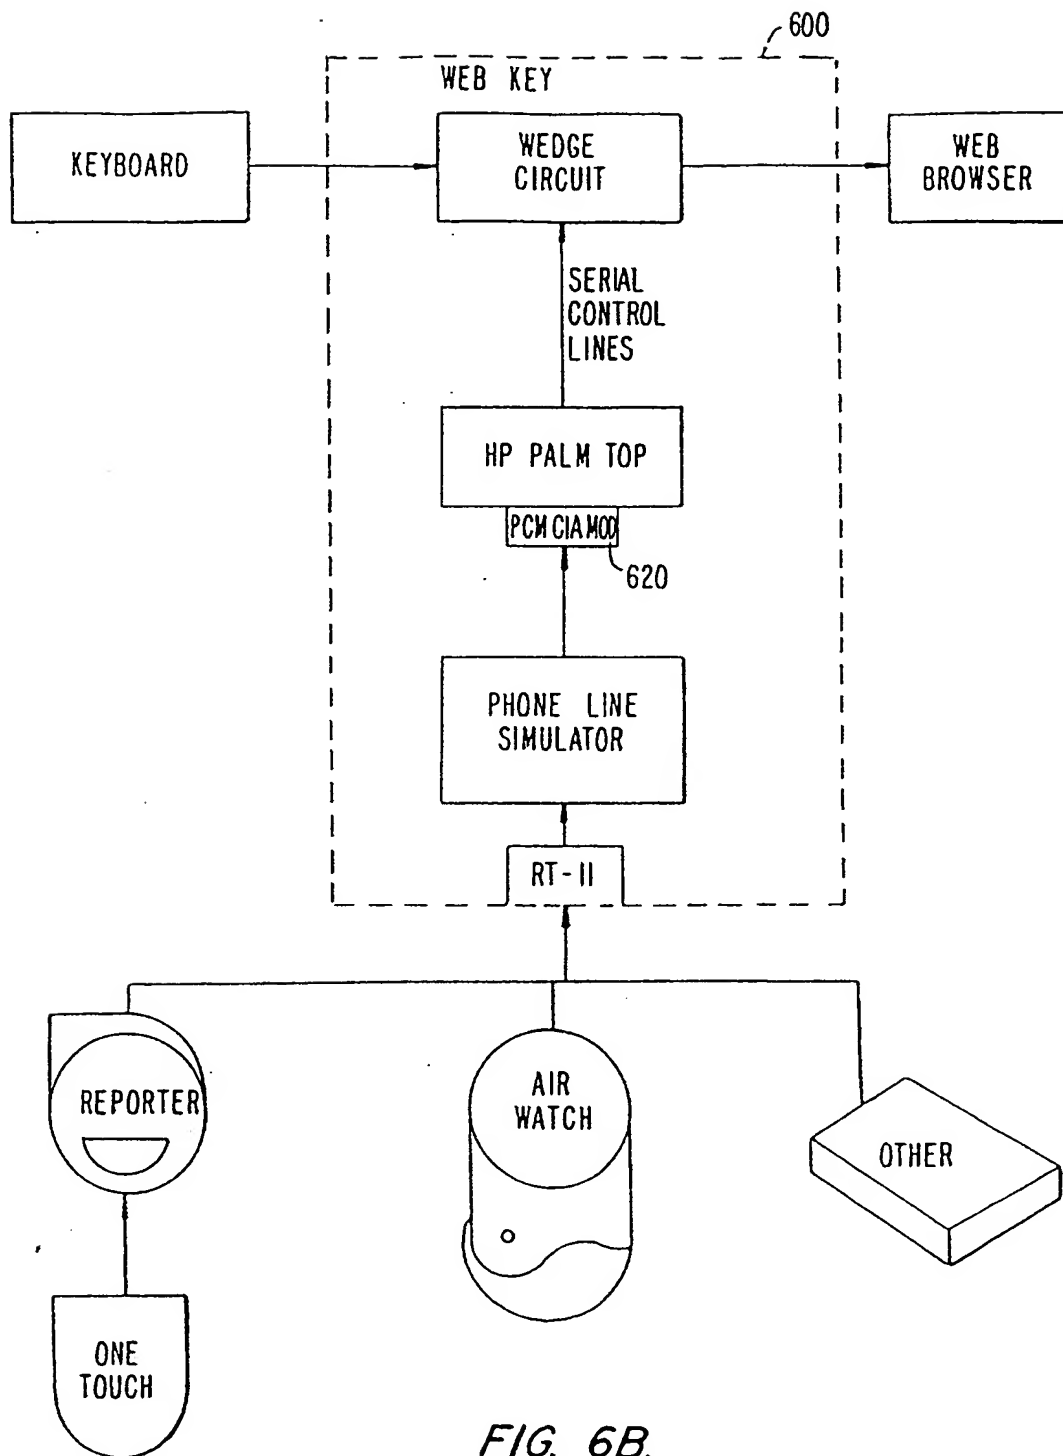 600
WEB KEY
KEYBOARD
WEDGE
CIRCUIT
WEB
BROWSER
SERIAL
CONTROL
LINES
HP PALM TOP
PCMCIA MOD
620
PHONE LINE
SIMULATOR
RT-11
REPORTER
AIR
WATCH
OTHER
ONE
TOUCH
FIG. 6B.